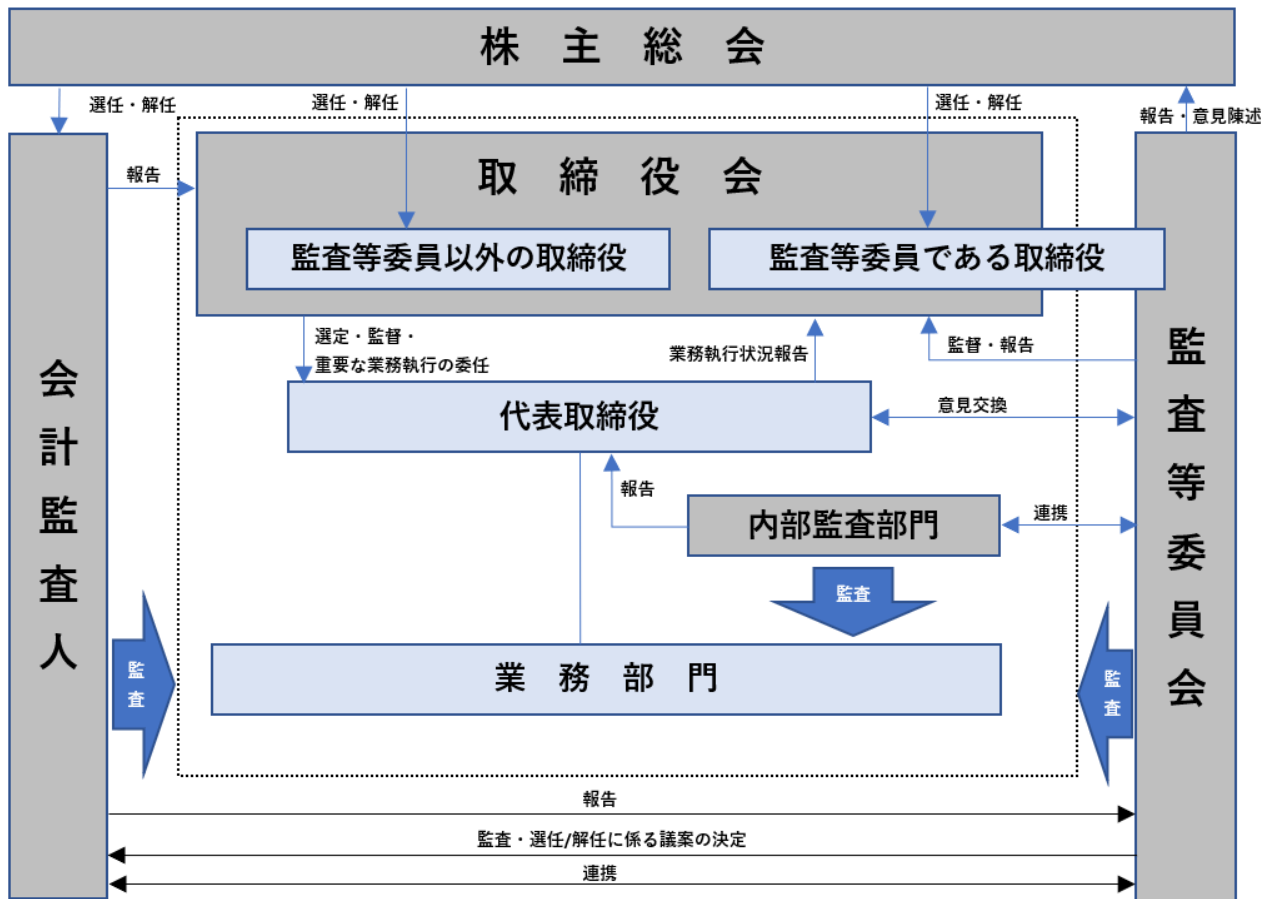 株主総会
選任・解任
選任・解任
選任・解任
報告・意見陳述
取締役会
報告
監査等委員以外の取締役
監査等委員である取締役
選定・監督・
重要な業務執行の委任
業務執行状況報告
監督・報告
会計監査人
監査等委員会
代表取締役
意見交換
報告
内部監査部門
連携
監査
業務部門
監査
監査
報告
監査・選任/解任に係る議案の決定
連携